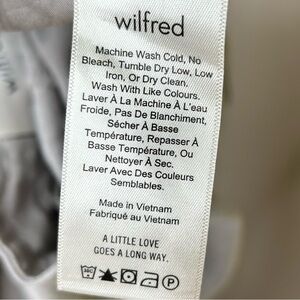 wilfred
Machine Wash Cold, No
Bleach, Tumble Dry Low, Low
Iron, Or Dry Clean,
Wash With Like Colours.
Laver À La Machine À L'eau
Froide, Pas De Blanchiment,
Sécher À Basse
Température, Repasser À
Basse Température, Ou
Nettoyer À Sec.
Laver Avec Des Couleurs
Semblables.
Made in Vietnam
Fabriqué au Vietnam
A LITTLE LOVE
GOES A LONG WAY.